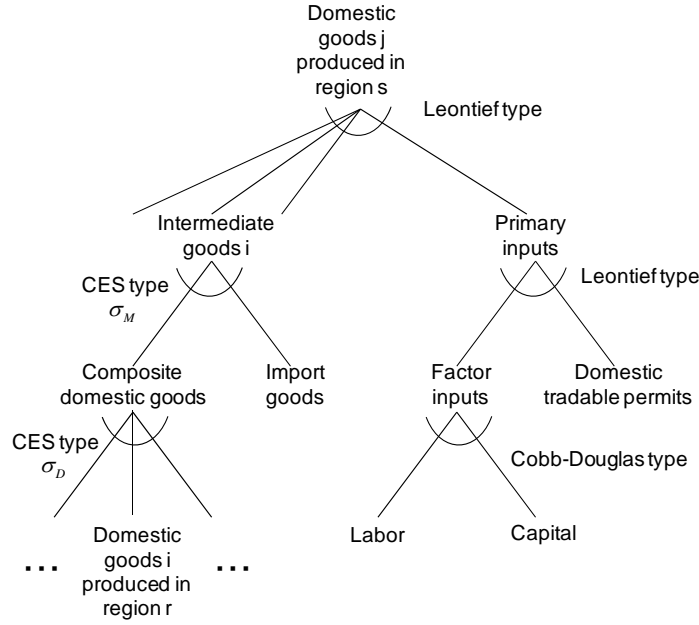 Domestic
goods j
produced in
region s
Leontief type
Intermediate
goods i
Primary
inputs
CES type
σ_M
Leontief type
Composite
domestic goods
Import
goods
Factor
inputs
Domestic
tradable permits
CES type
σ_D
Cobb-Douglas type
...
Domestic
goods i
produced in
region r
...
Labor
Capital